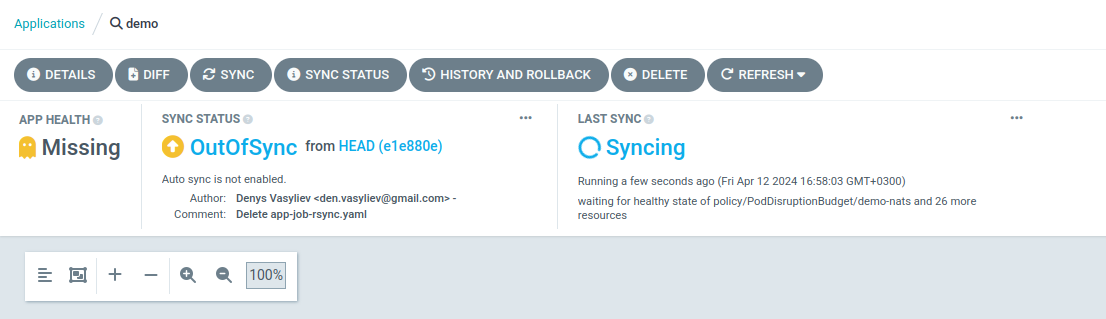 Applications / demo
DETAILS DIFF SYNC SYNC STATUS HISTORY AND ROLLBACK DELETE REFRESH
APP HEALTH
Missing
SYNC STATUS
OutOfSync from HEAD (e1e880e)
Auto sync is not enabled.
Author: Denys Vasyliev <den.vasyliev@gmail.com> -
Comment: Delete app-job-rsync.yaml
LAST SYNC
Syncing
Running a few seconds ago (Fri Apr 12 2024 16:58:03 GMT+0300)
waiting for healthy state of policy/PodDisruptionBudget/demo-nats and 26 more
resources
100%